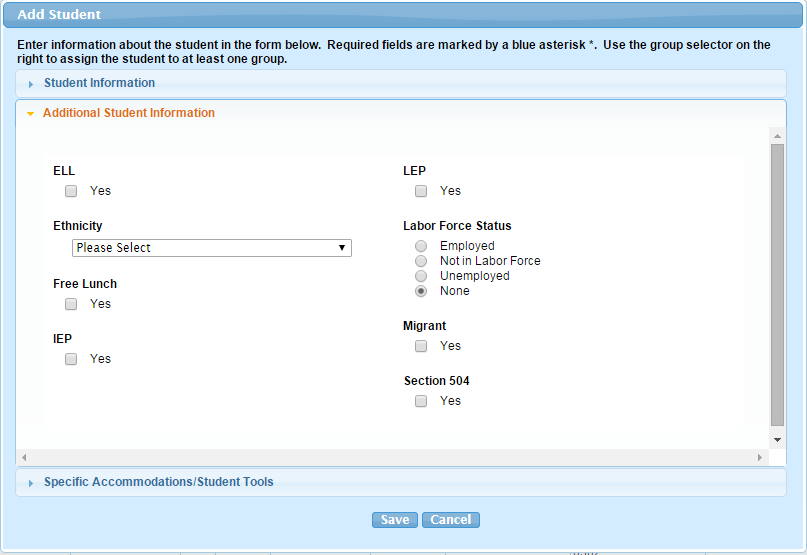 Add Student
Enter information about the student in the form below. Required fields are marked by a blue asterisk *. Use the group selector on the
right to assign the student to at least one group.
Student Information
Additional Student Information
ELL
Yes
Ethnicity
Please Select
Free Lunch
Yes
IEP
Yes
LEP
Yes
Labor Force Status
Employed
Not in Labor Force
Unemployed
None
Migrant
Yes
Section 504
Yes
Specific Accommodations/Student Tools
Save Cancel